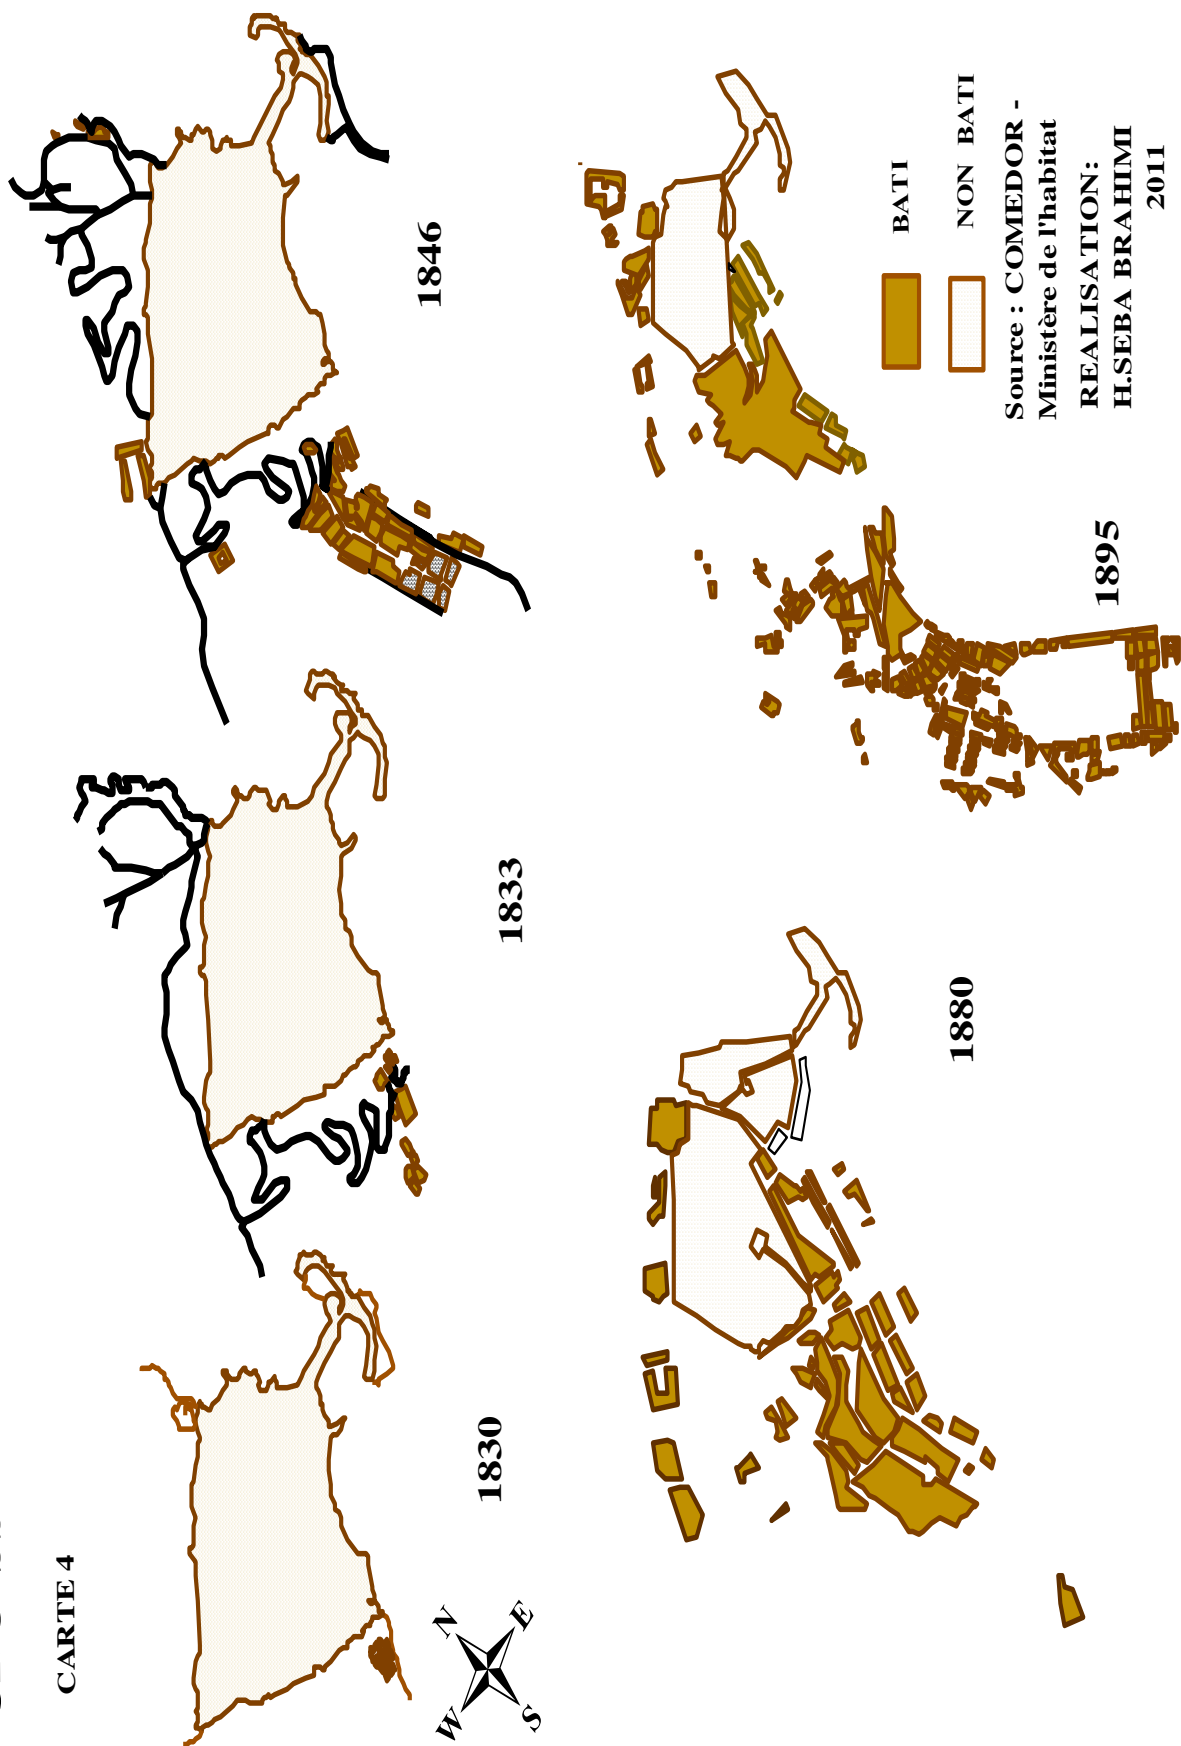 CARTE 4
1830
1833
1846
N
E
S
W
1880
1895
BATI
NON BATI
Source : COMEDOR -
Ministère de l'habitat
REALISATION:
H.SEBA BRAHIMI
2011